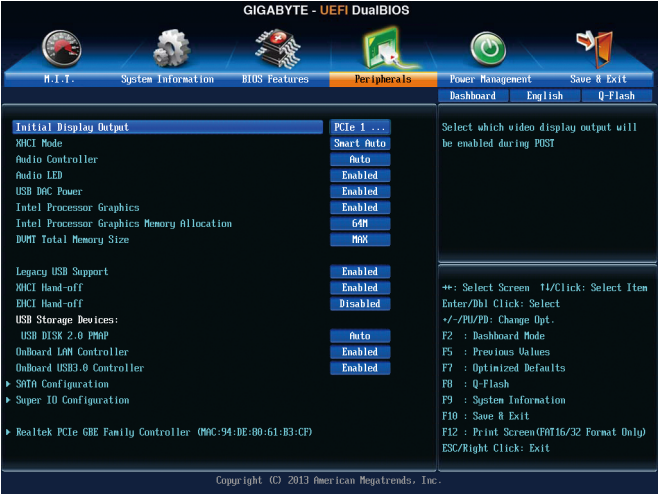 GIGABYTE - UEFI DualBIOS
M.I.T. System Information BIOS Features Peripherals Power Management Save & Exit
Dashboard English Q-Flash
Initial Display Output PCIe 1 ...
XHCI Mode Smart Auto
Audio Controller Auto
Audio LED Enabled
USB DAC Power Enabled
Intel Processor Graphics Enabled
Intel Processor Graphics Memory Allocation 64M
DVMT Total Memory Size MAX
Legacy USB Support Enabled
XHCI Hand-off Enabled
EHCI Hand-off Disabled
USB Storage Devices:
USB DISK 2.0 PMAP Auto
OnBoard LAN Controller Enabled
OnBoard USB3.0 Controller Enabled
SATA Configuration
Super IO Configuration
Realtek PCIe GBE Family Controller (MAC:94:DE:80:61:B3:CF)
Select which video display output will
be enabled during POST
→←: Select Screen ↑↓/Click: Select Item
Enter/Dbl Click: Select
+/-/PU/PD: Change Opt.
F2 : Dashboard Mode
F5 : Previous Values
F7 : Optimized Defaults
F8 : Q-Flash
F9 : System Information
F10 : Save & Exit
F12 : Print Screen(FAT16/32 Format Only)
ESC/Right Click: Exit
Copyright (C) 2013 American Megatrends, Inc.